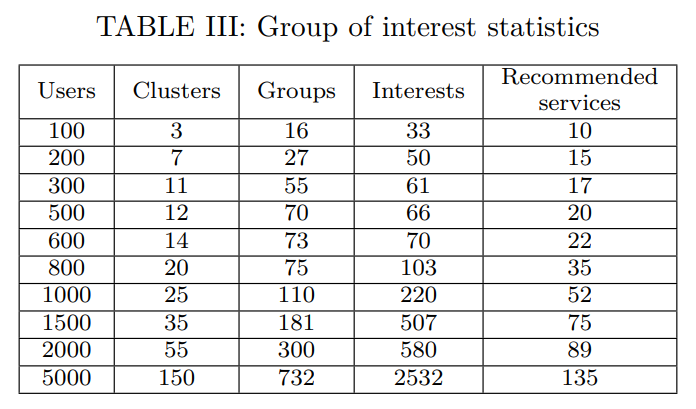 TABLE III: Group of interest statistics
Users Clusters Groups Interests Recommended services
100 3 16 33 10
200 7 27 50 15
300 11 55 61 17
500 12 70 66 20
600 14 73 70 22
800 20 75 103 35
1000 25 110 220 52
1500 35 181 507 75
2000 55 300 580 89
5000 150 732 2532 135